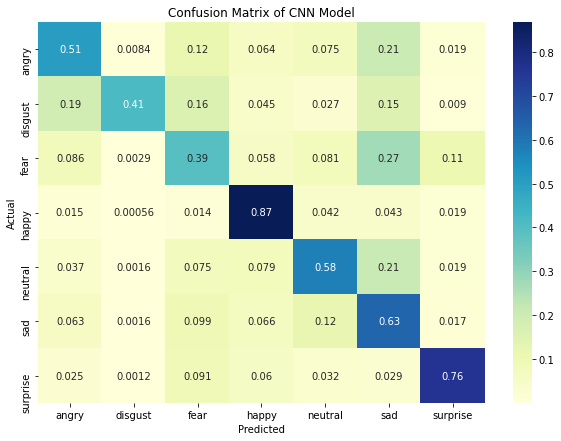 Confusion Matrix of CNN Model
angry 0.51 0.0084 0.12 0.064 0.075 0.21 0.019
disgust 0.19 0.41 0.16 0.045 0.027 0.15 0.009
fear 0.086 0.0029 0.39 0.058 0.081 0.27 0.11
happy 0.015 0.00056 0.014 0.87 0.042 0.043 0.019
neutral 0.037 0.0016 0.075 0.079 0.58 0.21 0.019
sad 0.063 0.0016 0.099 0.066 0.12 0.63 0.017
surprise 0.025 0.0012 0.091 0.06 0.032 0.029 0.76
angry disgust fear happy neutral sad surprise
Predicted
Actual
0.8
0.7
0.6
0.5
0.4
0.3
0.2
0.1